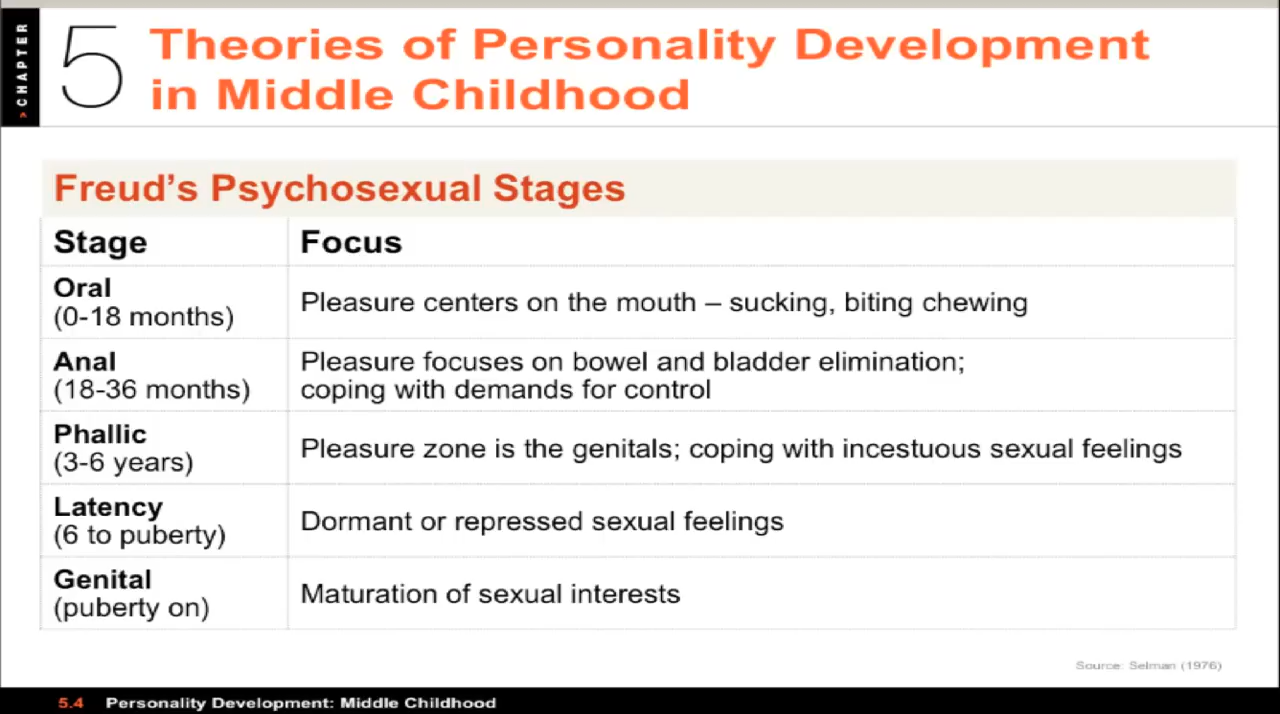 > CHAPTER
5
Theories of Personality Development
in Middle Childhood
Freud’s Psychosexual Stages
Stage
Focus
Oral
(0-18 months)
Pleasure centers on the mouth – sucking, biting chewing
Anal
(18-36 months)
Pleasure focuses on bowel and bladder elimination;
coping with demands for control
Phallic
(3-6 years)
Pleasure zone is the genitals; coping with incestuous sexual feelings
Latency
(6 to puberty)
Dormant or repressed sexual feelings
Genital
(puberty on)
Maturation of sexual interests
Source: Selman (1976)
5.4 Personality Development: Middle Childhood